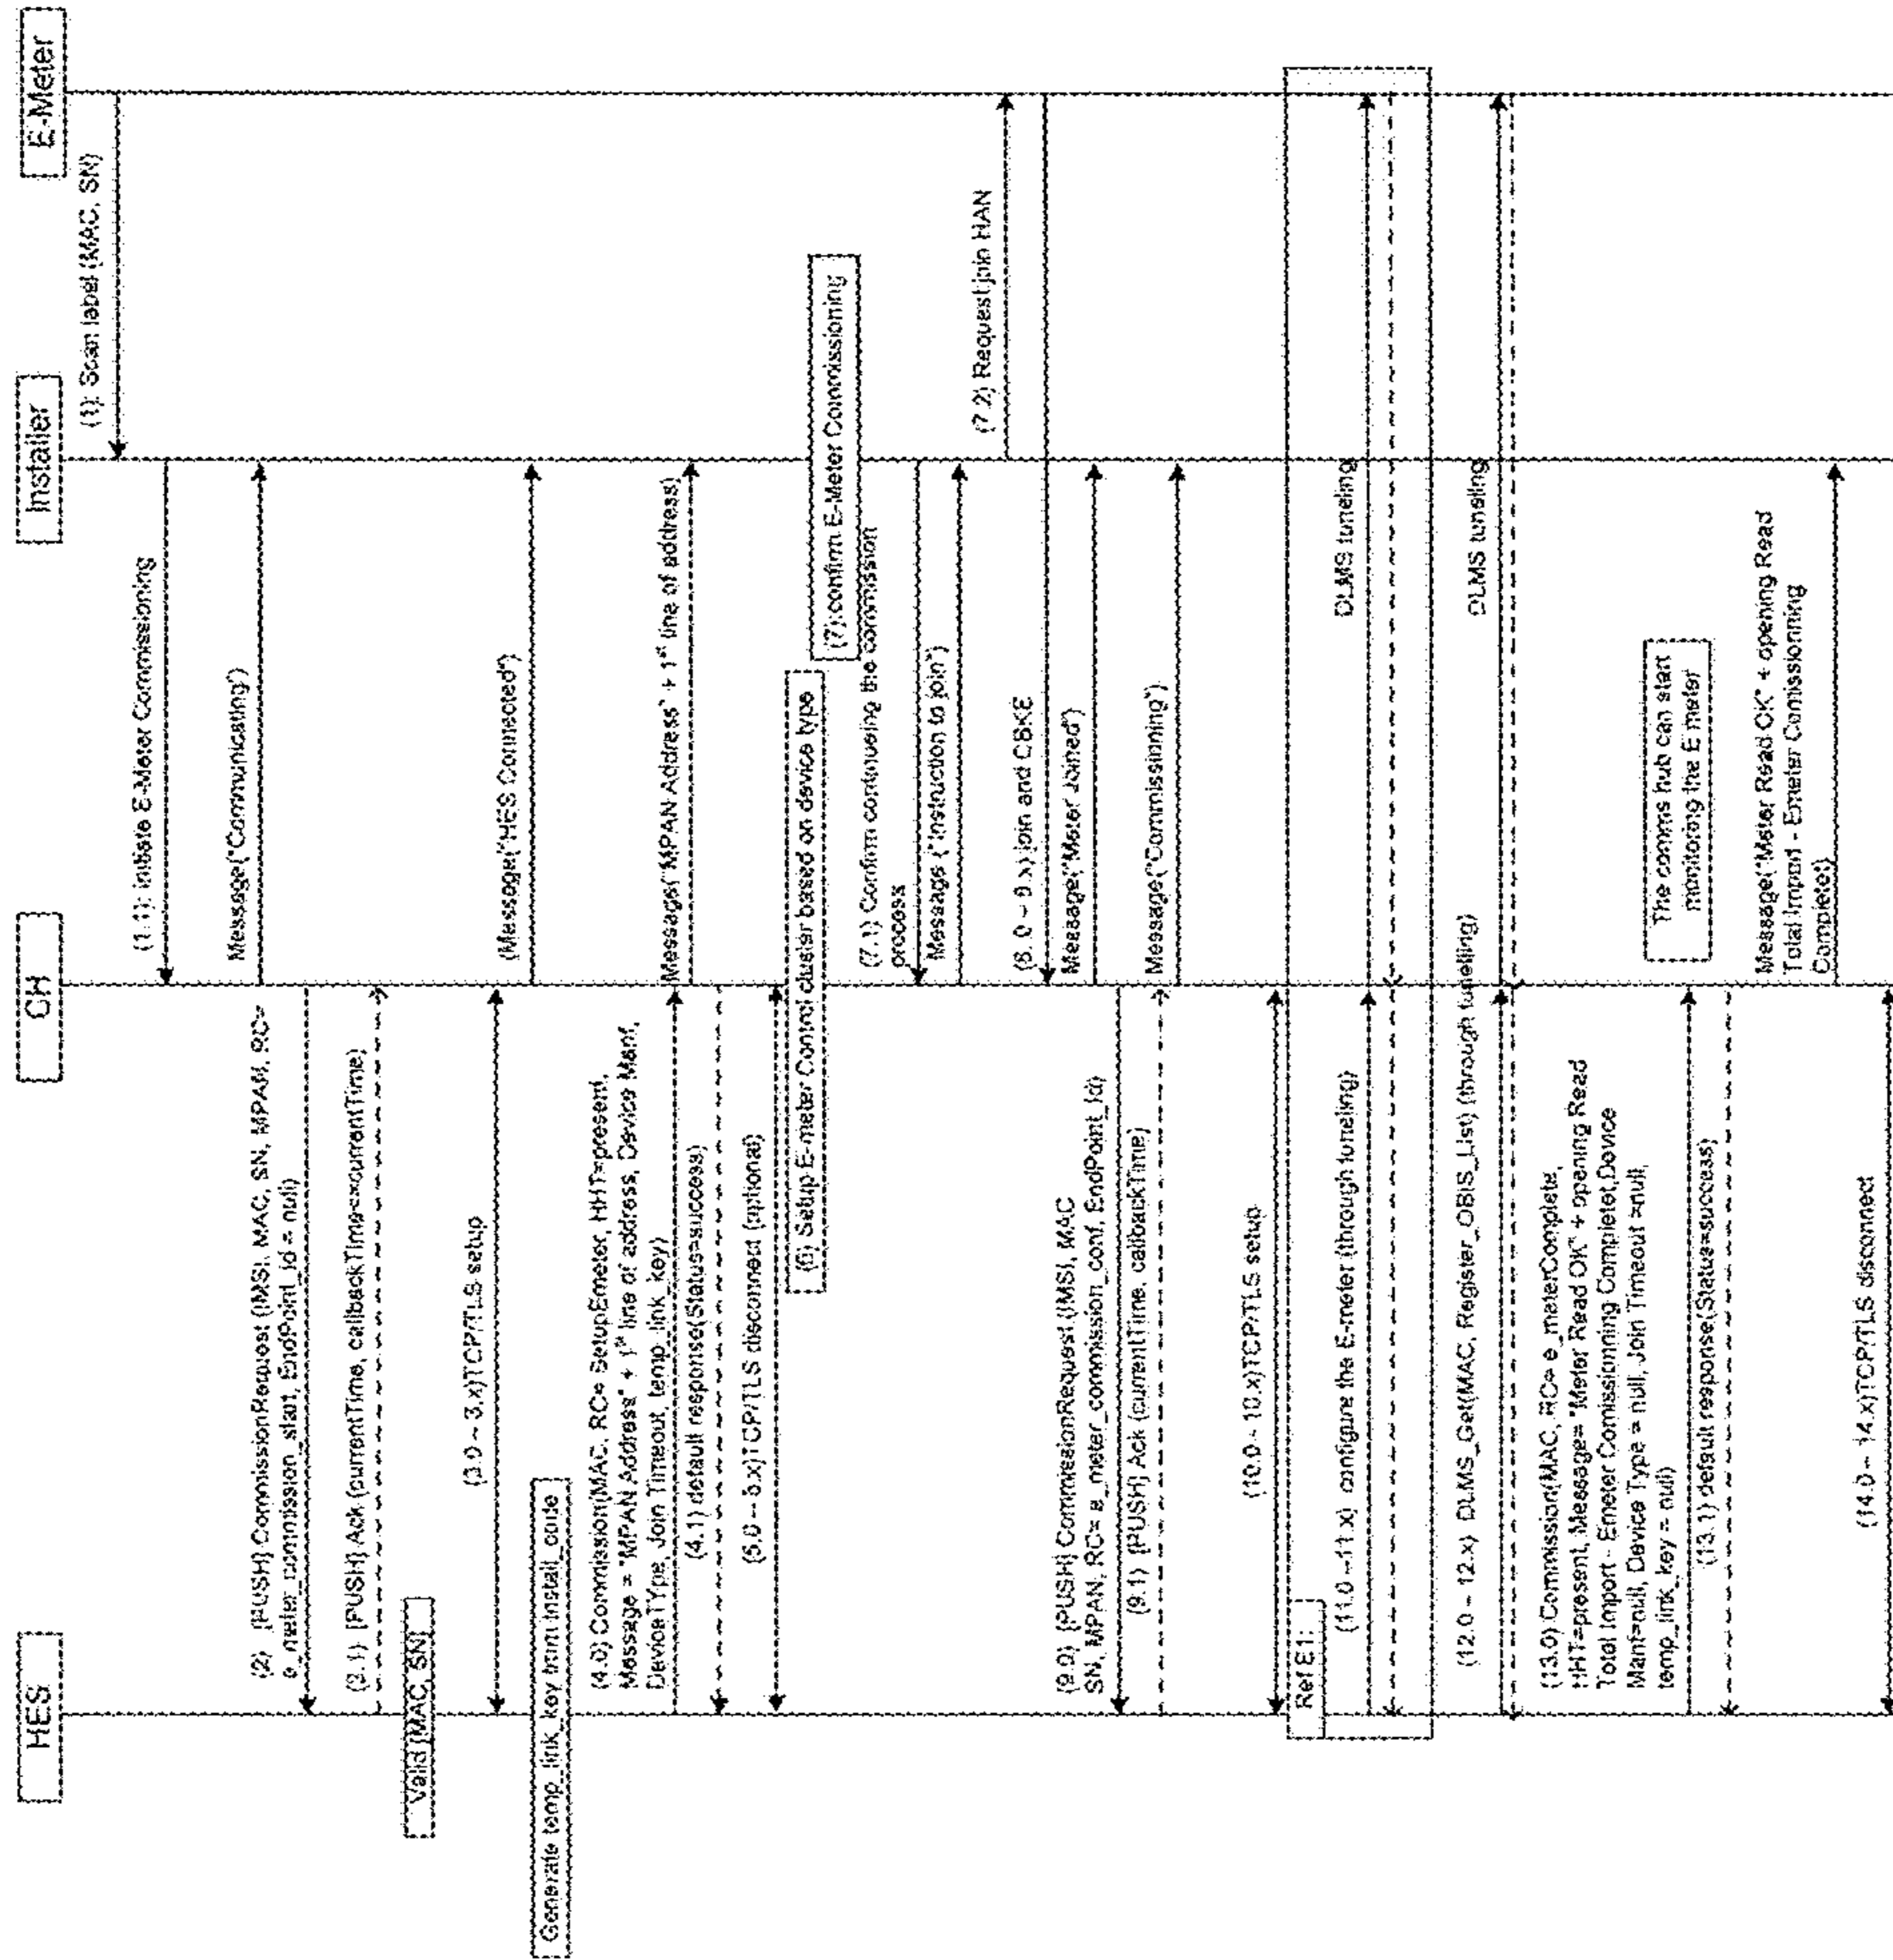 HES
CH
Installer
E-Meter
(1): Scan label (MAC, SN)
(1.1): Initiate E-Meter Commissioning
Message("Communicating")
(2) [PUSH] CommissionRequest (IMSI, MAC, SN, MPAN, RC=
e_meter_commission_start, EndPoint_id = null)
(2.1) [PUSH] Ack (currentTime, callbackTime<=currentTime)
Valid [MAC, SN]
(3.0 ~ 3.x)TCP/TLS setup
(Message("HES Connected")
Generate temp_link_key from install_code
(4.0) Commission(MAC, RC= SetupEmeter, HHT=present,
Message = "MPAN Address" + 1st line of address, Device Manf,
DeviceType, Join Timeout, temp_link_key)
Message("MPAN Address" + 1st line of address)
(4.1) default response(Status=success)
(5.0 ~ 5.x)TCP/TLS disconnect (optional)
(6) Setup E-meter Control cluster based on device type
(7):confirm E-Meter Comissioning
(7.1) Confirm continueing the commission
process
Message ("Instruction to join")
(7.2) Request join HAN
(8..0 ~ 8.x) join and CBKE
Message("Meter Joined")
(9.0) [PUSH] CommissionRequest (IMSI, MAC
SN, MPAN, RC= e_meter_commission_conf, EndPoint_Id)
Message("Commissioning")
(9.1) [PUSH] Ack (currentTime, callbackTime)
(10.0 ~ 10.x)TCP/TLS setup
Ref E1:
(11.0 ~11.x) configure the E-meter (through tuneling)
DLMS tuneling
(12.0 ~ 12.x) DLMS_Get(MAC, Register_OBIS_List) (through tuneling)
DLMS tuneling
(13.0) Commission(MAC, RC= e_meterComplete,
HHT=present, Message= "Meter Read OK" + opening Read
Total Import - Emeter Comissioning Completet,Device
Manf=null, Device Type = null, Join Timeout =null,
temp_link_key = null)
The comms hub can start
monitoring the E meter
(13.1) default response(Status=success)
Message("Meter Read OK" + opening Read
Total Import - Emeter Comissionning
Completet)
(14.0 ~ 14.x)TCP/TLS disconnect